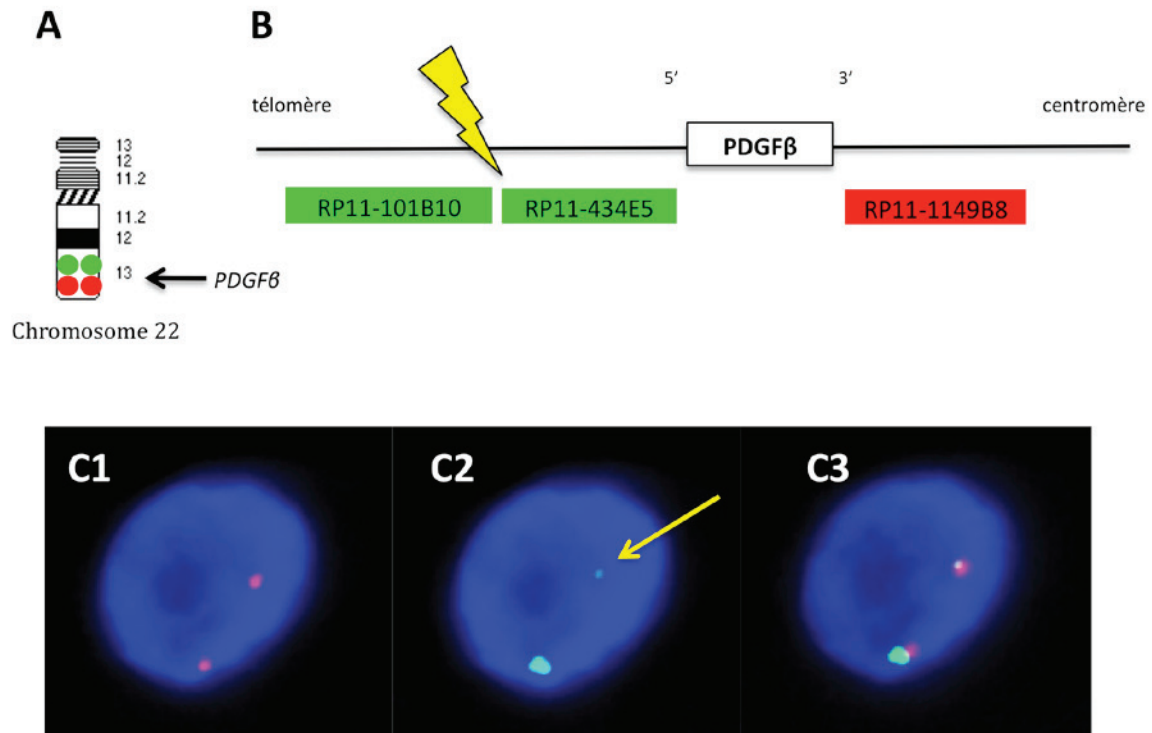 A
B
5′
3′
télomère
centromère
PDGFβ
RP11-101B10
RP11-434E5
RP11-1149B8
13
12
11.2
11.2
12
13
PDGFβ
Chromosome 22
C1
C2
C3